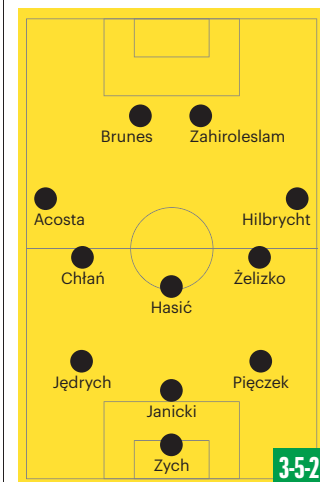 Brunes Zahiroleslam
Acosta Hilbrycht
Chłań Żelizko
Hasić
Jędrych Pięczek
Janicki
Zych
3-5-2